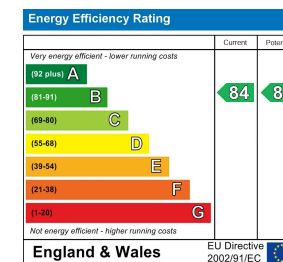 Energy Efficiency Rating
Current
Very energy efficient - lower running costs
(92 plus) A
(81-91) B
84
(69-80) C
(55-68) D
(39-54) E
(21-38) F
(1-20) G
Not energy efficient - higher running costs
England & Wales
EU Directive
2002/91/EC